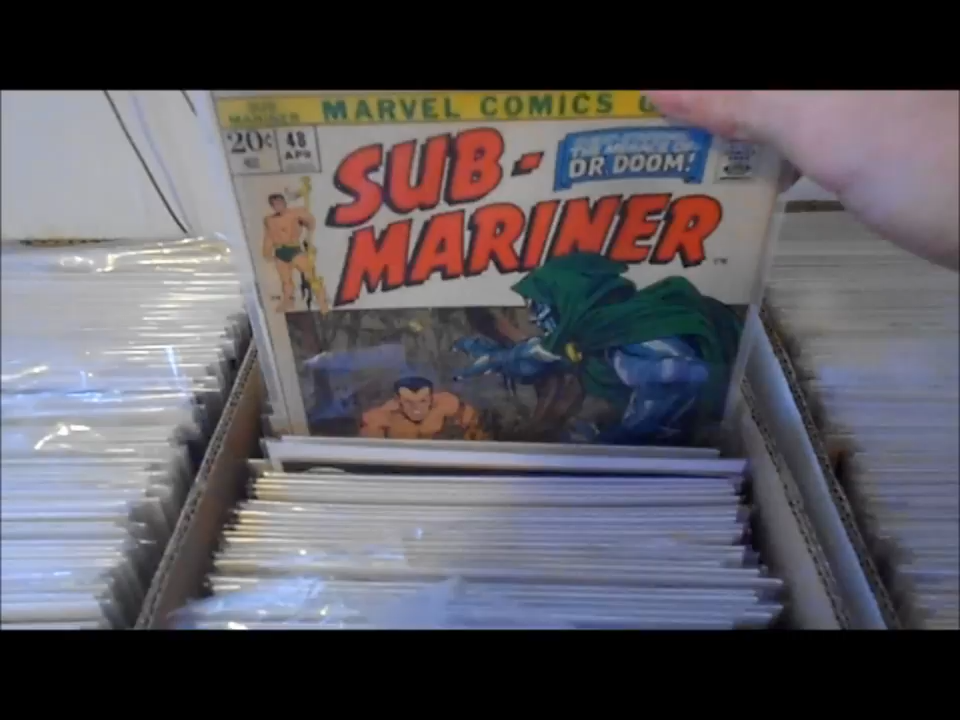 SUB-
MARINER
MARVEL COMICS
20¢ 48
APR
THE MENACE OF
DR DOOM!
SUB-
MARINER